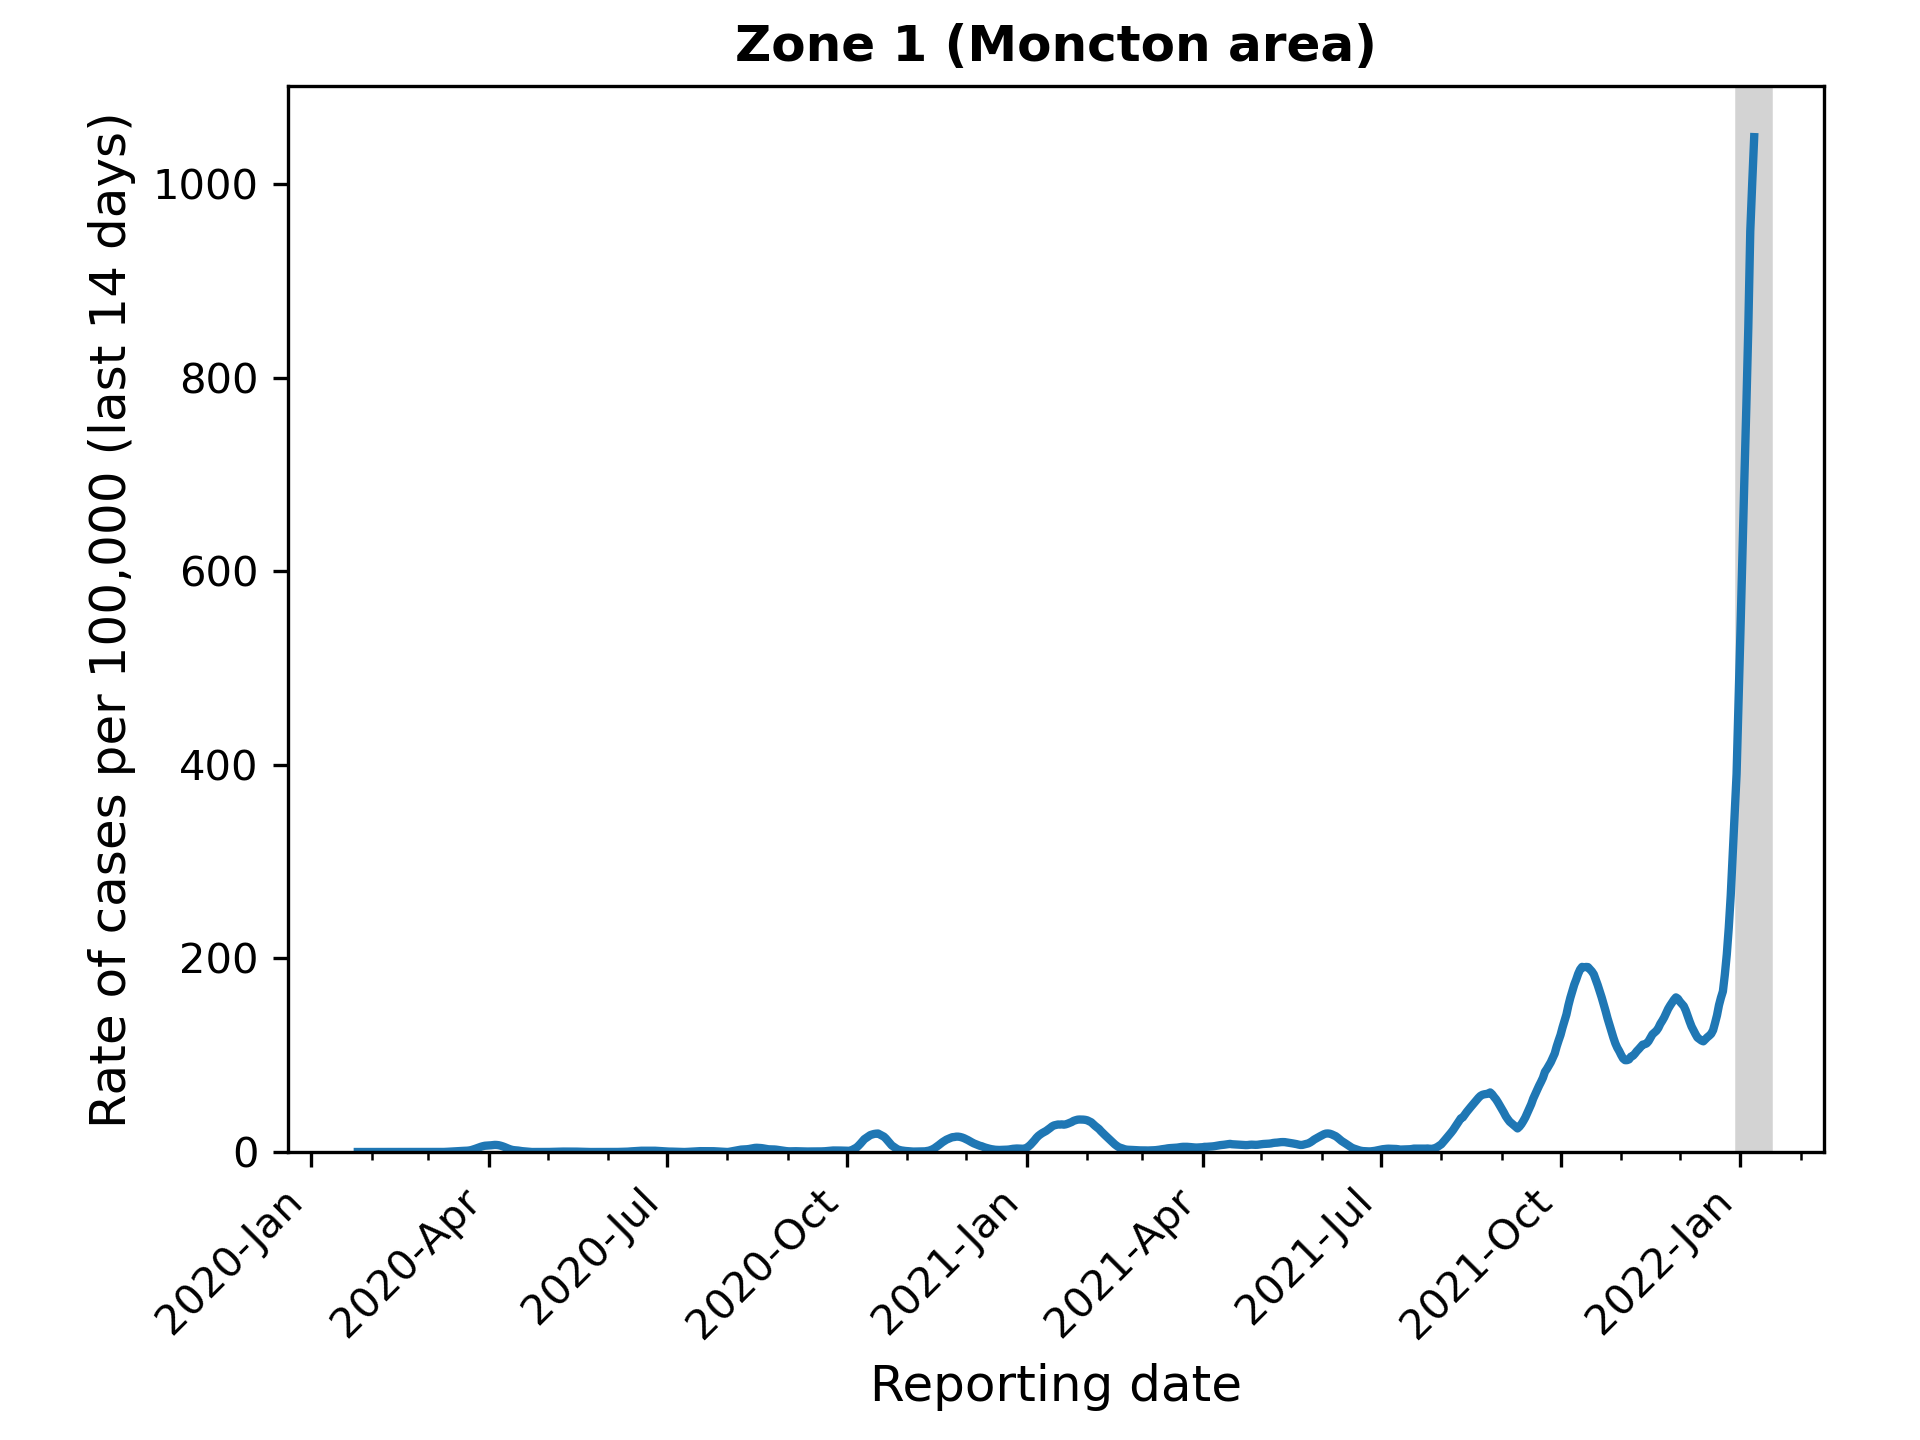 Zone 1 (Moncton area)
Rate of cases per 100,000 (last 14 days)
1000
800
600
400
200
0
2020-Jan
2020-Apr
2020-Jul
2020-Oct
2021-Jan
2021-Apr
2021-Jul
2021-Oct
2022-Jan
Reporting date